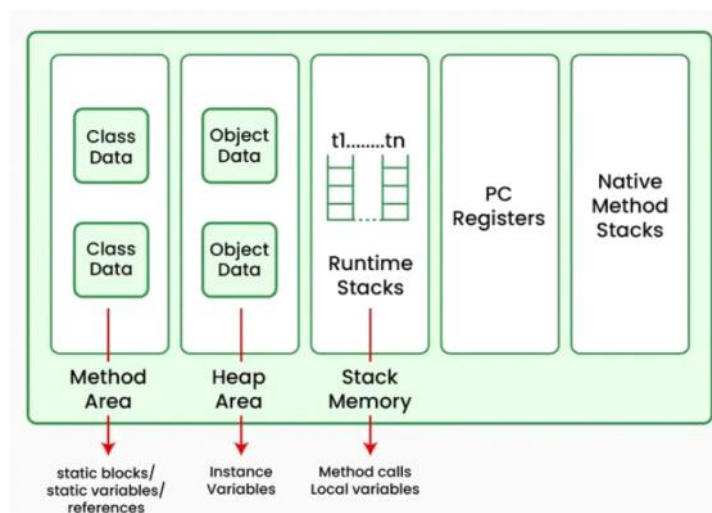 Class
Data
Class
Data
Method
Area
static blocks/
static variables/
references
Object
Data
Object
Data
Heap
Area
Instance
Variables
t1........tn
Runtime
Stacks
Stack
Memory
Method calls
Local variables
PC
Registers
Native
Method
Stacks